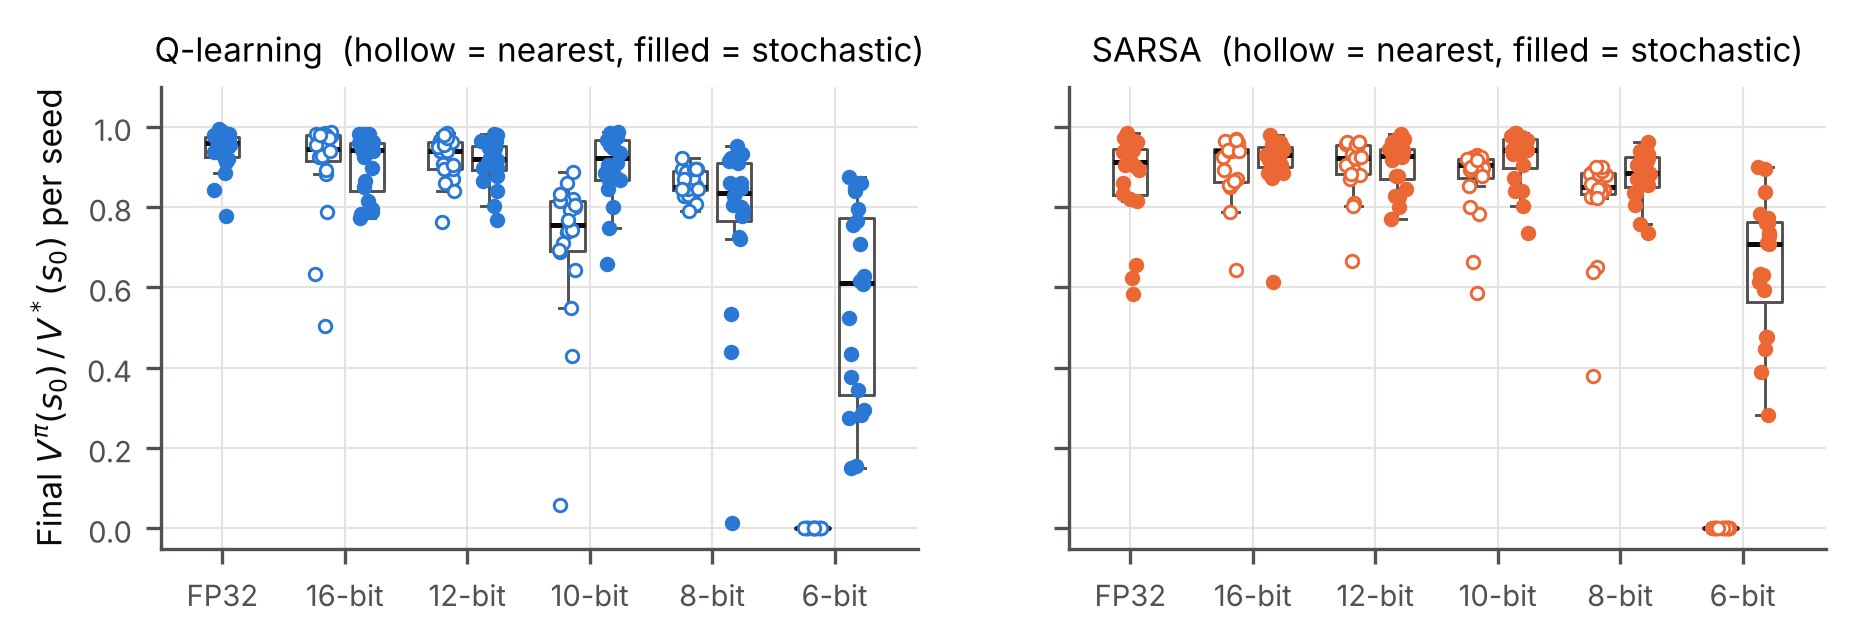 Q-learning (hollow = nearest, filled = stochastic)
SARSA (hollow = nearest, filled = stochastic)
Final V^π(s₀) / V^*(s₀) per seed
1.0
0.8
0.6
0.4
0.2
0.0
FP32 16-bit 12-bit 10-bit 8-bit 6-bit
FP32 16-bit 12-bit 10-bit 8-bit 6-bit